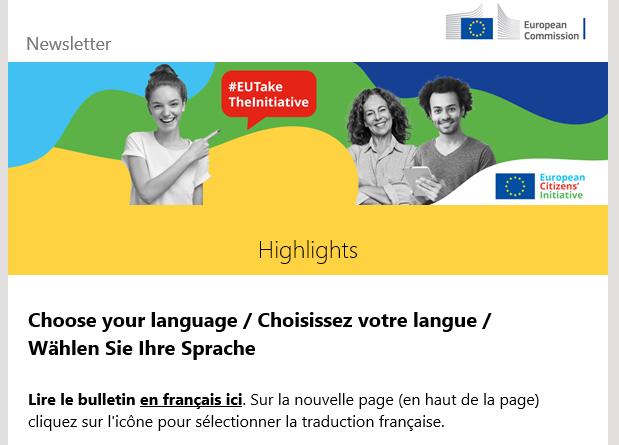 Newsletter
European
Commission
#EUTake
TheInitiative
European
Citizens'
Initiative
Highlights
Choose your language / Choisissez votre langue /
Wählen Sie Ihre Sprache
Lire le bulletin en français ici. Sur la nouvelle page (en haut de la page)
cliquez sur l'icône pour sélectionner la traduction française.